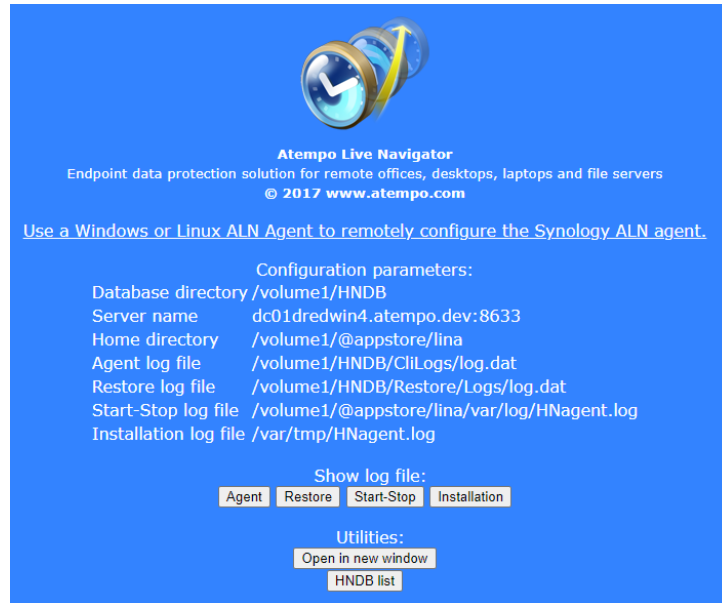 Atempo Live Navigator
Endpoint data protection solution for remote offices, desktops, laptops and file servers
© 2017 www.atempo.com
Use a Windows or Linux ALN Agent to remotely configure the Synology ALN agent.
Configuration parameters:
Database directory /volume1/HNDB
Server name dc01dredwin4.atempo.dev:8633
Home directory /volume1/@appstore/lina
Agent log file /volume1/HNDB/CliLogs/log.dat
Restore log file /volume1/HNDB/Restore/Logs/log.dat
Start-Stop log file /volume1/@appstore/lina/var/log/HNagent.log
Installation log file /var/tmp/HNagent.log
Show log file:
Agent Restore Start-Stop Installation
Utilities:
Open in new window
HNDB list